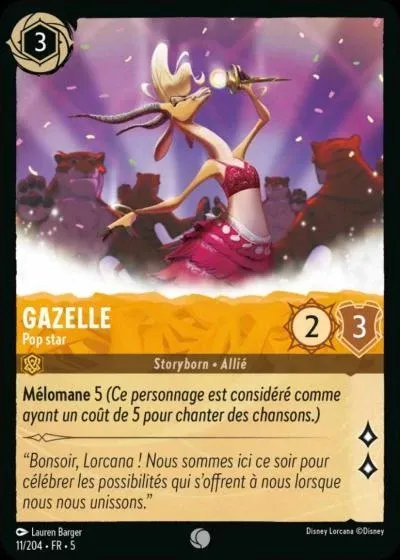 3
GAZELLE
Pop star
2
3
Storyborn • Allié
Mélomane 5 (Ce personnage est considéré comme
ayant un coût de 5 pour chanter des chansons.)
“Bonsoir, Lorcana ! Nous sommes ici ce soir pour
célébrer les possibilités qui s’offrent à nous lorsque
nous nous unissons.”
Lauren Barger
Disney Lorcana ©Disney
11/204 • FR • 5